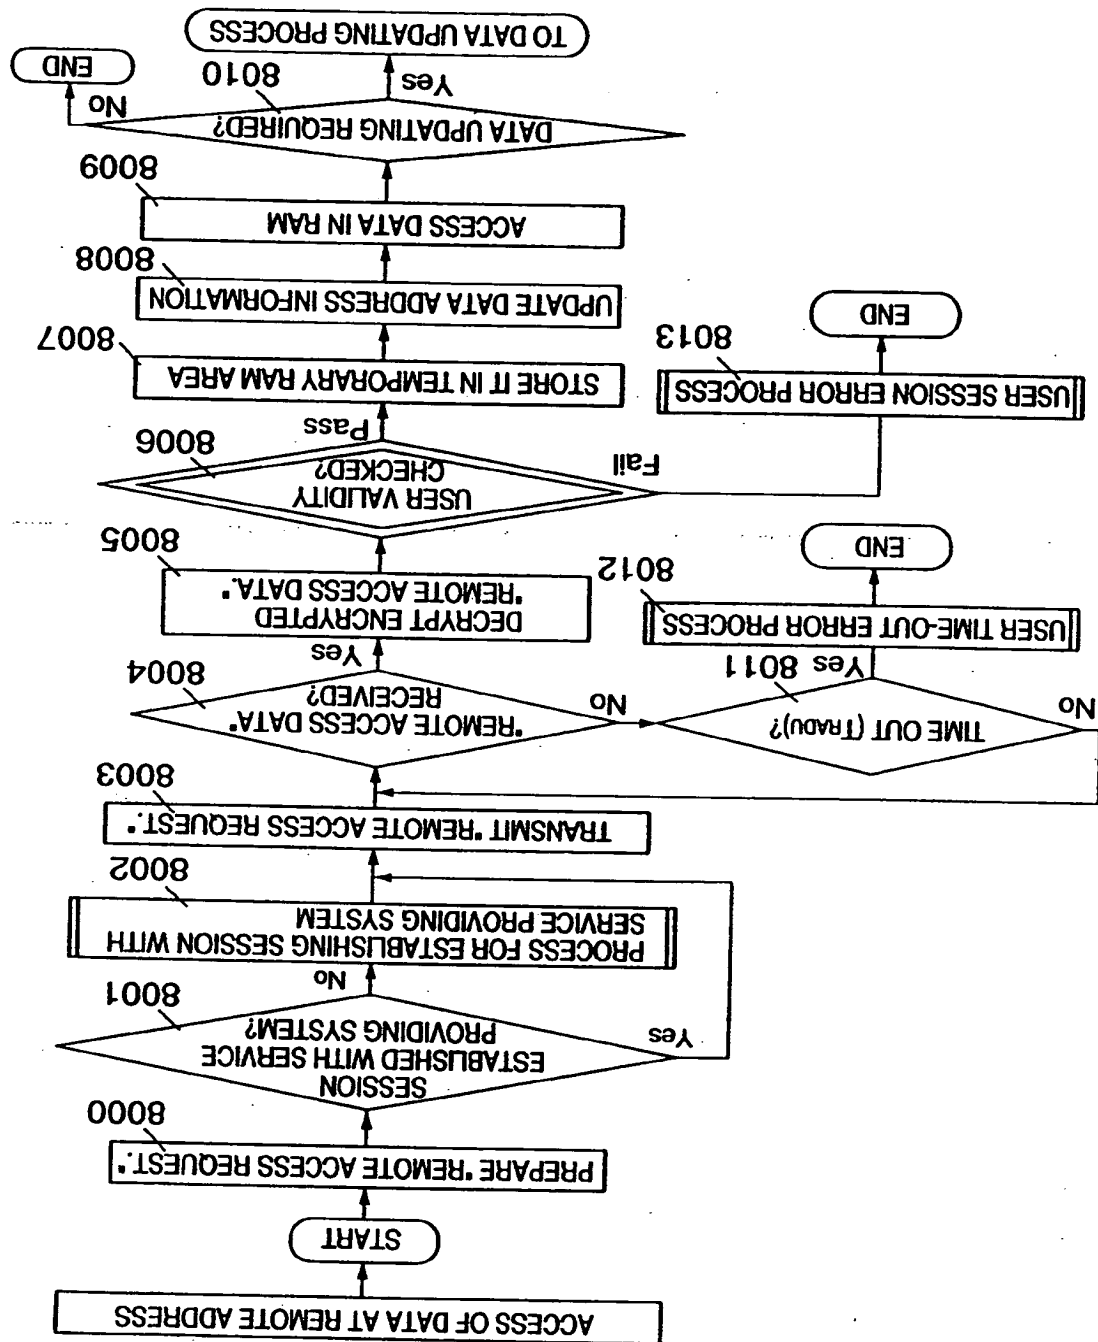 ACCESS OF DATA AT REMOTE ADDRESS
START
PREPARE "REMOTE ACCESS REQUEST."
8000
SESSION
ESTABLISHED WITH SERVICE
PROVIDING SYSTEM?
8001
Yes
No
PROCESS FOR ESTABLISHING SESSION WITH
SERVICE PROVIDING SYSTEM
8002
TRANSMIT "REMOTE ACCESS REQUEST."
8003
"REMOTE ACCESS DATA"
RECEIVED?
8004
No
Yes
TIME OUT (TRADU)?
8011
No
Yes
USER TIME-OUT ERROR PROCESS
8012
END
DECRYPT ENCRYPTED
"REMOTE ACCESS DATA."
8005
USER VALIDITY
CHECKED?
8006
Fail
Pass
USER SESSION ERROR PROCESS
8013
END
STORE IT IN TEMPORARY RAM AREA
8007
UPDATE DATA ADDRESS INFORMATION
8008
ACCESS DATA IN RAM
8009
DATA UPDATING REQUIRED?
8010
Yes
No
END
TO DATA UPDATING PROCESS